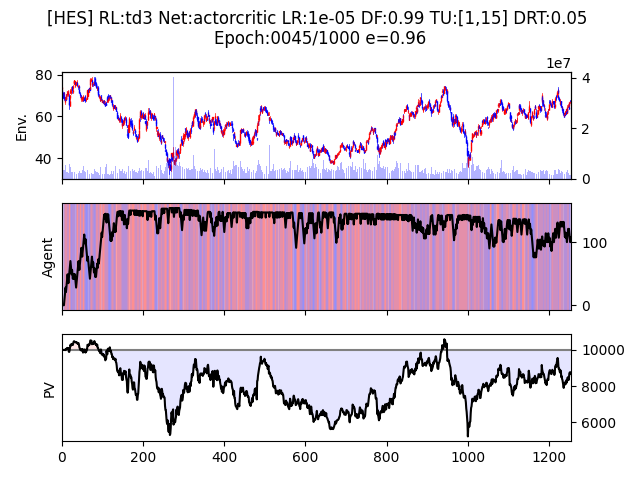 [HES] RL:td3 Net:actorcritic LR:1e-05 DF:0.99 TU:[1,15] DRT:0.05
Epoch:0045/1000 e=0.96
1e7
80
60
40
Env.
4
2
0
Agent
100
0
PV
10000
8000
6000
0 200 400 600 800 1000 1200